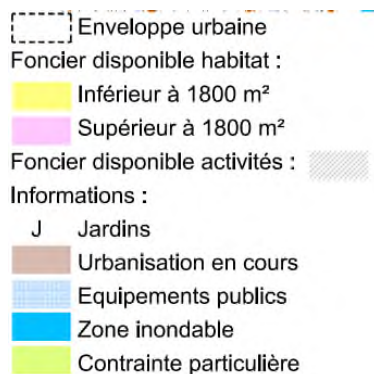 Enveloppe urbaine
Foncier disponible habitat :
Inférieur à 1800 m²
Supérieur à 1800 m²
Foncier disponible activités :
Informations :
J Jardins
Urbanisation en cours
Equipements publics
Zone inondable
Contrainte particulière